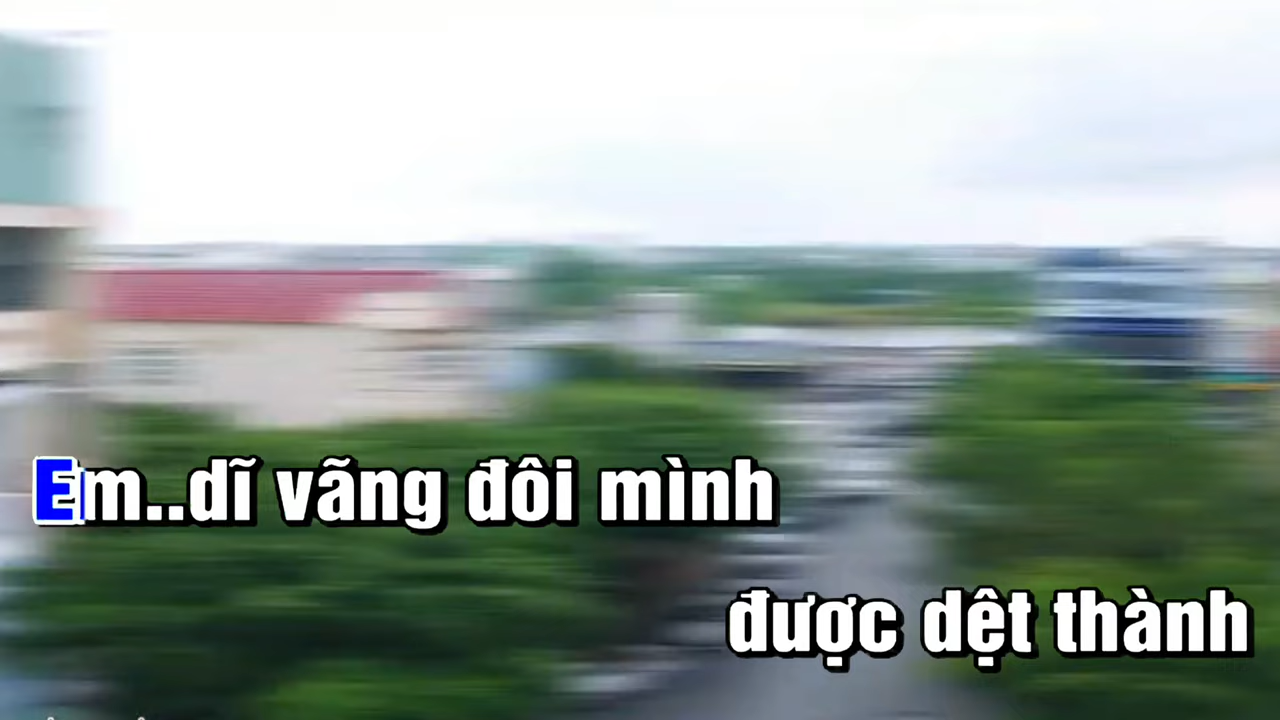 Em..dĩ vãng đôi mình
được dệt thành